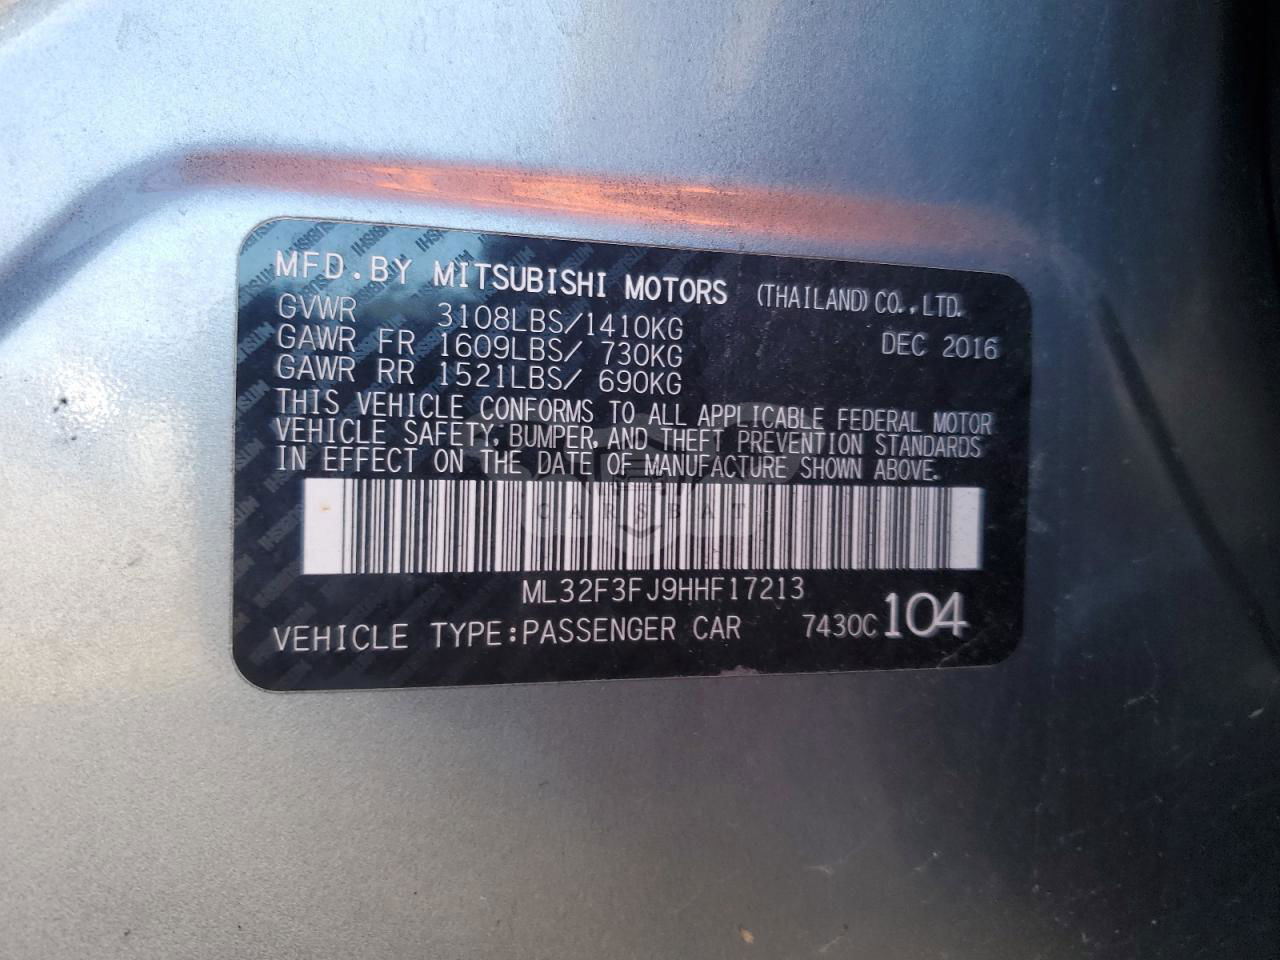 MFD.BY MITSUBISHI MOTORS (THAILAND) CO.,LTD.
GVWR 3108LBS/1410KG
DEC 2016
GAWR FR 1609LBS/ 730KG
GAWR RR 1521LBS/ 690KG
THIS VEHICLE CONFORMS TO ALL APPLICABLE FEDERAL MOTOR
VEHICLE SAFETY, BUMPER, AND THEFT PREVENTION STANDARDS
IN EFFECT ON THE DATE OF MANUFACTURE SHOWN ABOVE.
CARSBAT
ML32F3FJ9HHF17213
VEHICLE TYPE:PASSENGER CAR 7430C 104